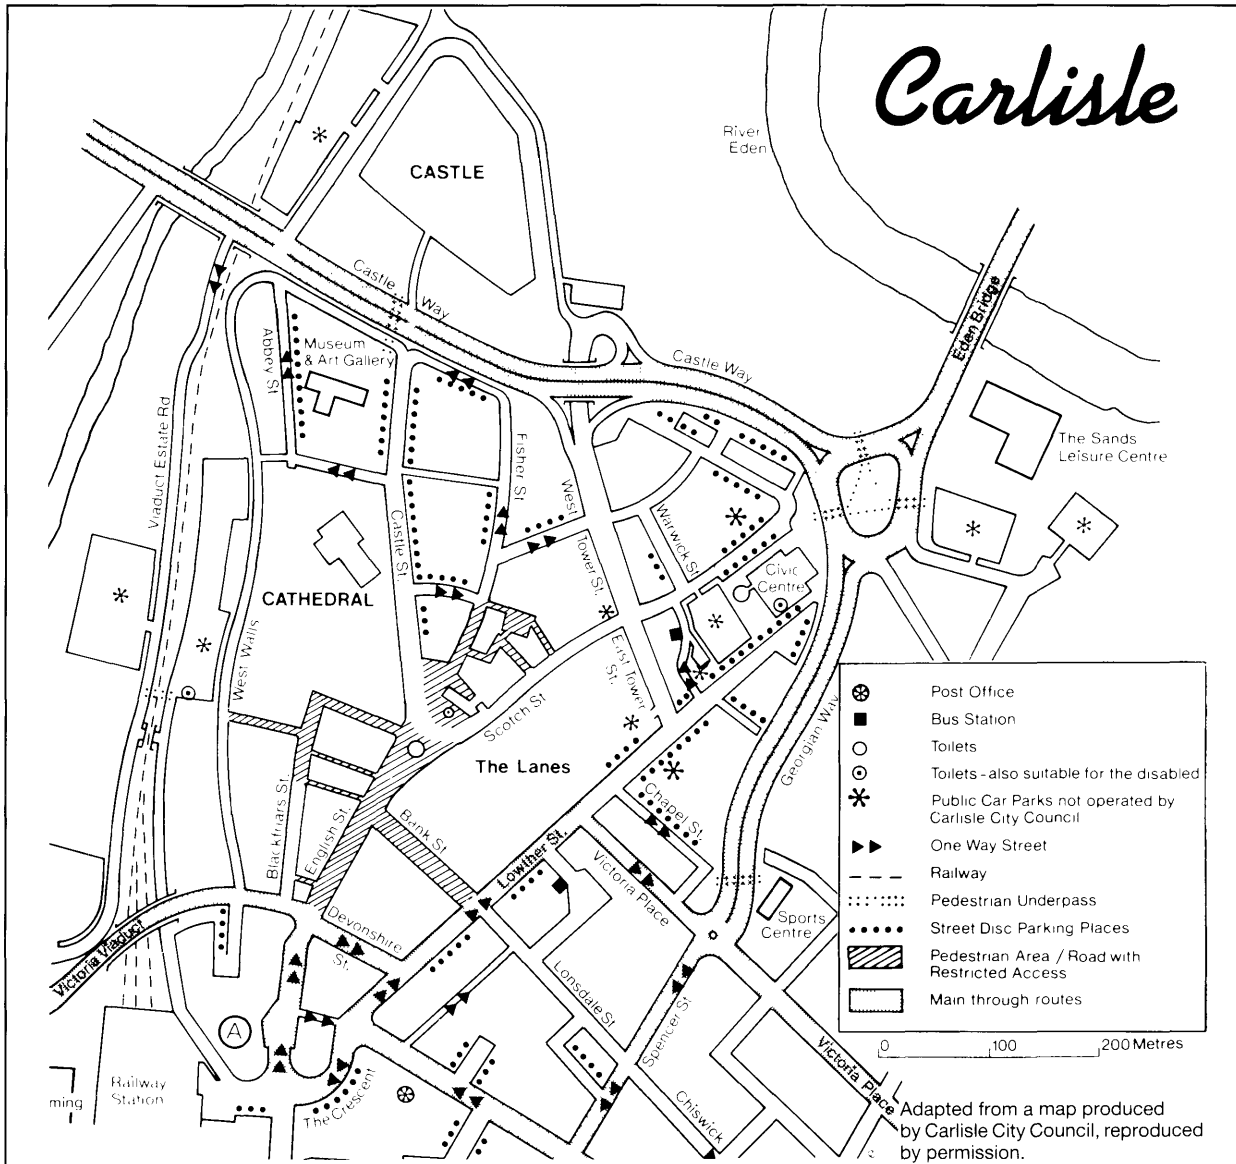 Carlisle
River
Eden
CASTLE
Castle Way
Eden Bridge
Museum
& Art Gallery
Abbey St
Castle Way
The Sands
Leisure Centre
Viaduct Estate Rd
Fisher St
West Tower St.
Warwick St
Castle St.
Civic
Centre
CATHEDRAL
West Walls
East Tower
St.
Scotch St
Georgian Way
The Lanes
Blackfriars St.
English St.
Bank St
Chapel St.
Lowther St.
Victoria Place
Devonshire
St.
Sports
Centre
Victoria Viaduct
Lonsdale St
Spencer St
A
Victoria Place
Railway
Station
ming
The Crescent
Chiswick
Post Office
Bus Station
Toilets
Toilets - also suitable for the disabled
Public Car Parks not operated by
Carlisle City Council
One Way Street
Railway
Pedestrian Underpass
Street Disc Parking Places
Pedestrian Area / Road with
Restricted Access
Main through routes
0 100 200 Metres
Adapted from a map produced
by Carlisle City Council, reproduced
by permission.